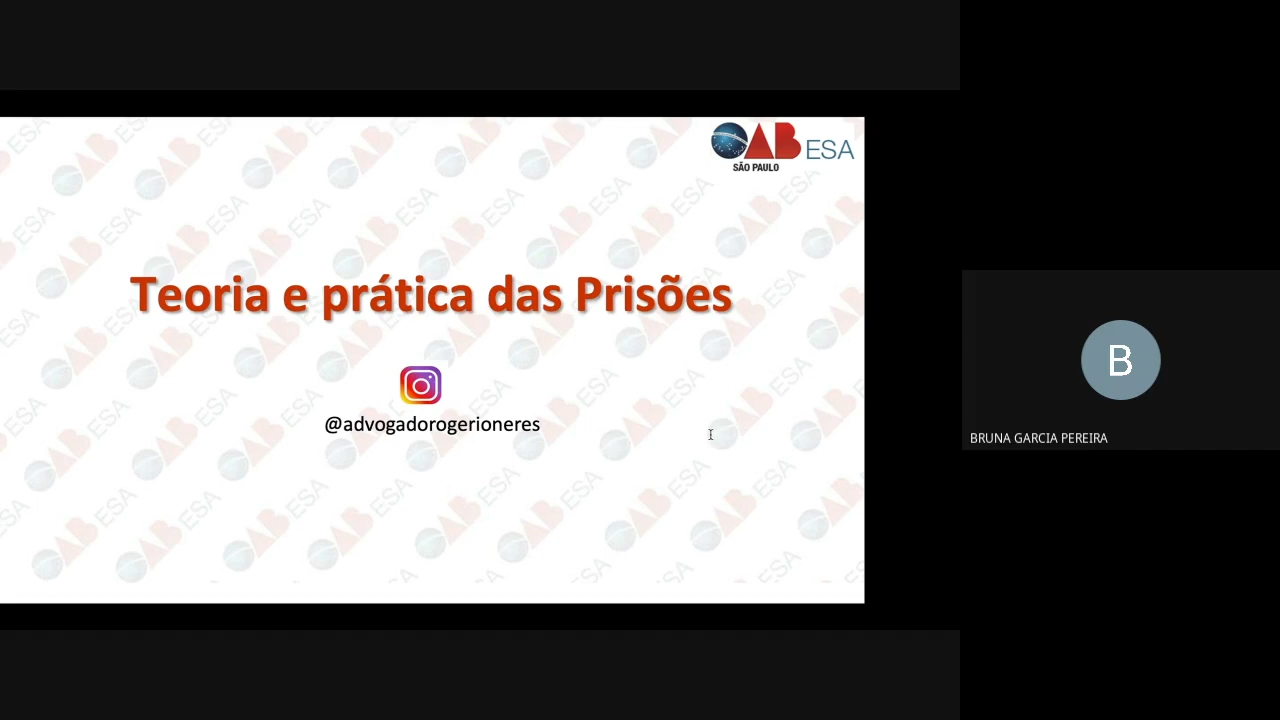 OAB ESA
SÃO PAULO
Teoria e prática das Prisões
@advogadorogerioneres
B
BRUNA GARCIA PEREIRA